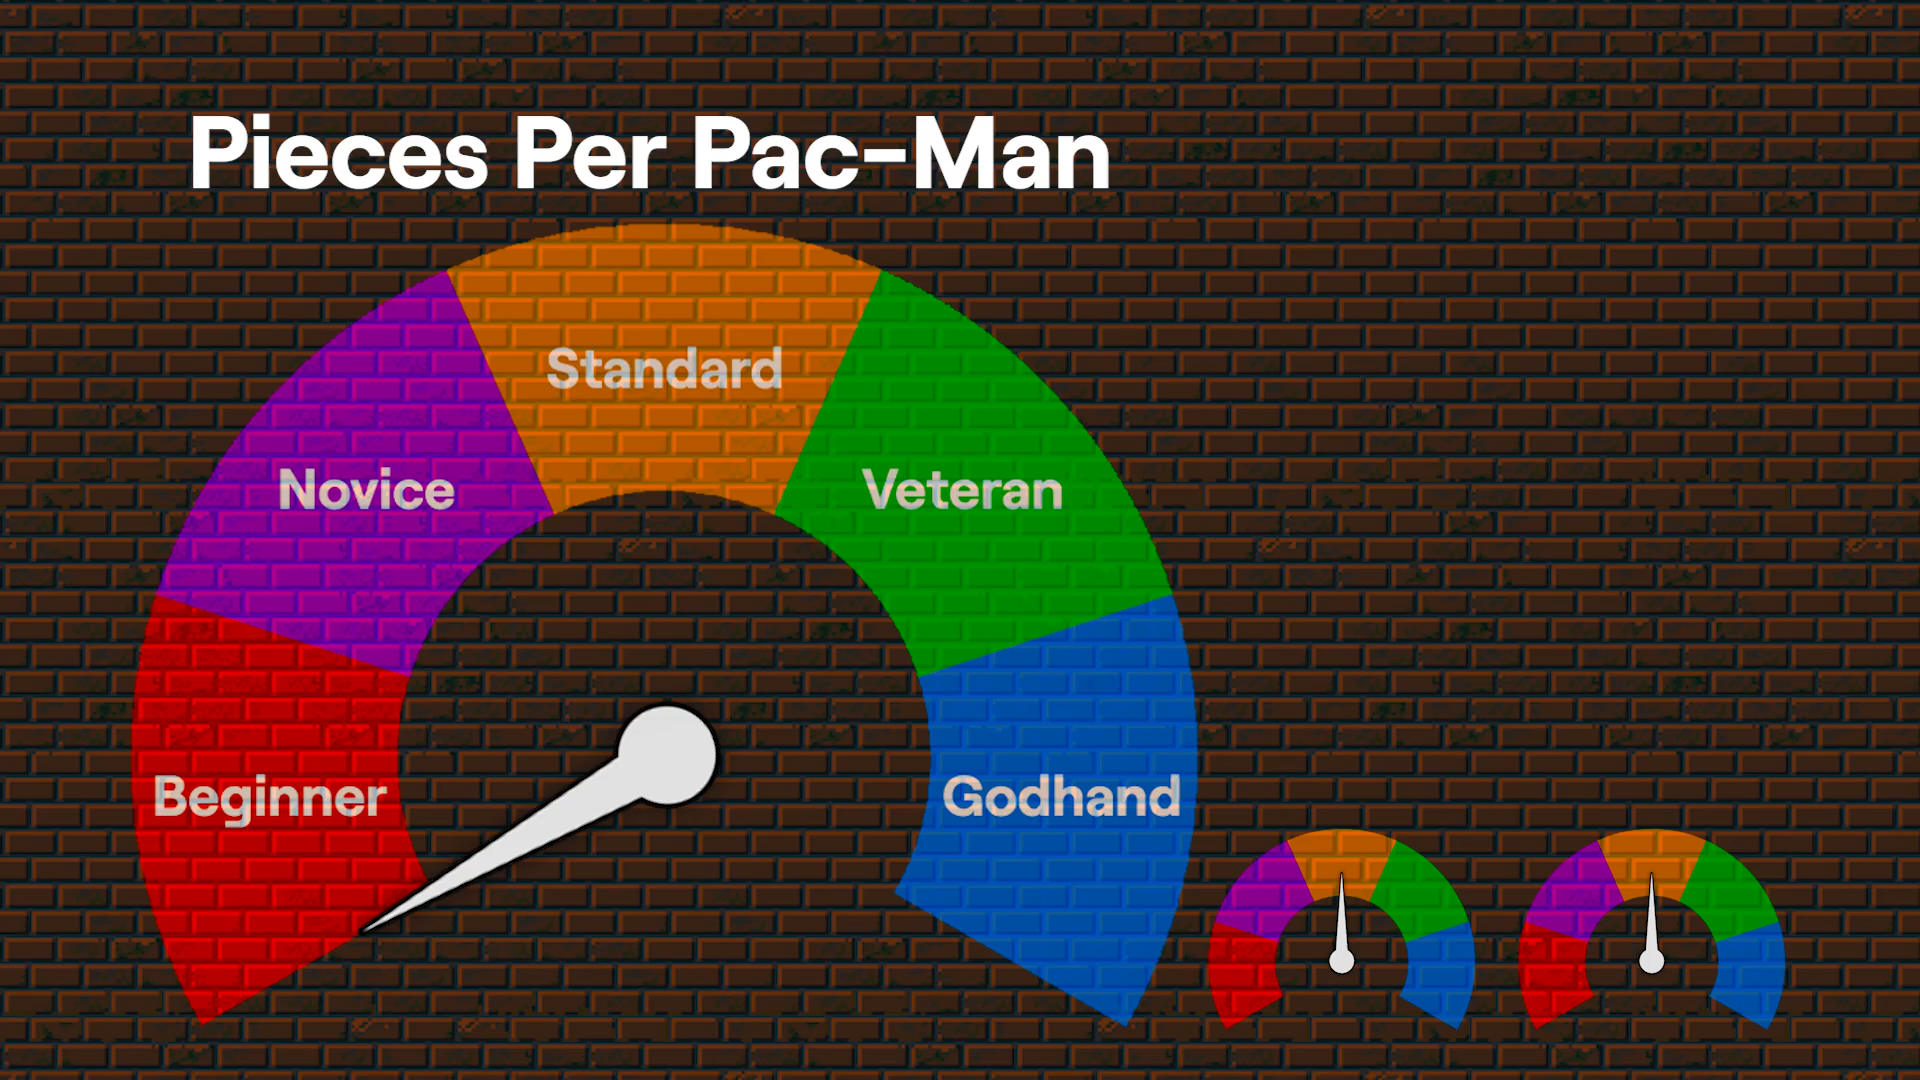 Pieces Per Pac-Man
Standard
Novice
Veteran
Beginner
Godhand